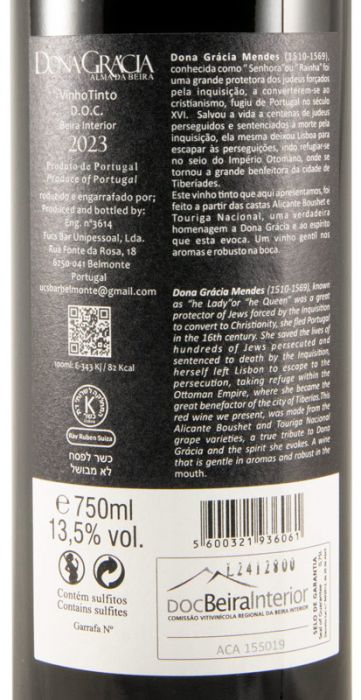 DONAGRÁCIA
ALMA DA BEIRA
Vinho Tinto
D.O.C.
Beira Interior
2023
Produto de Portugal
Produce of Portugal
roduzido e engarrafado por;
Produced and bottled by:
Eng. nº3614
Tucs Bar Unipessoal, Lda.
Rua Fonte da Rosa, 18
6250-041 Belmonte
Portugal
ucsbarbelmonte@gmail.com
100ml: E-343 KJ / 82 Kcal
K
Rav Ruben Suiza
כשר לפסח
לא מבושל
Dona Grácia Mendes (1510-1569),
conhecida como "Senhora" ou "Rainha" foi
uma grande protetora dos judeus forçados
pela inquisição, a converterem-se ao
cristianismo, fugiu de Portugal no século
XVI. Salvou a vida a centenas de judeus
perseguidos e sentenciados à morte pela
inquisição, ela mesma deixou Lisboa para
escapar às perseguições, indo refugiar-se
no seio do Império Otomano, onde se
tornou a grande benfeitora da cidade de
Tiberíades.
Este vinho tinto que aqui apresentamos, foi
feito a partir das castas Alicante Boushet e
Touriga Nacional, uma verdadeira
homenagem a Dona Grácia e ao espírito
que esta evoca. Um vinho gentil nos
aromas e robusto na boca.
Dona Grácia Mendes (1510-1569), known
as "he Lady"or "he Queen" was a great
protector of Jews forced by the Inquisition
to convert to Christianity, she fled Portugal
in the 16th century. She saved the lives of
hundreds of Jews persecuted and
sentenced to death by the Inquisition,
herself left Lisbon to escape to the
persecution, taking refuge within the
Ottoman Empire, where she became the
great benefactor of the city of Tiberias.This
red wine we present, was made from the
Alicante Boushet and Touriga Nacional
grape varieties, a true tribute to Dona
Grácia and the spirit she evokes. A wine
that is gentle in aromas and robust in the
mouth.
℮ 750ml
13,5% vol.
Contém sulfitos
Contains sulfites
Garrafa Nº
5 600321 936061
L2412800
DOCBeiraInterior
COMISSÃO VITIVINÍCOLA REGIONAL DA BEIRA INTERIOR
ACA 155019
SELO DE GARANTIA
0,75L